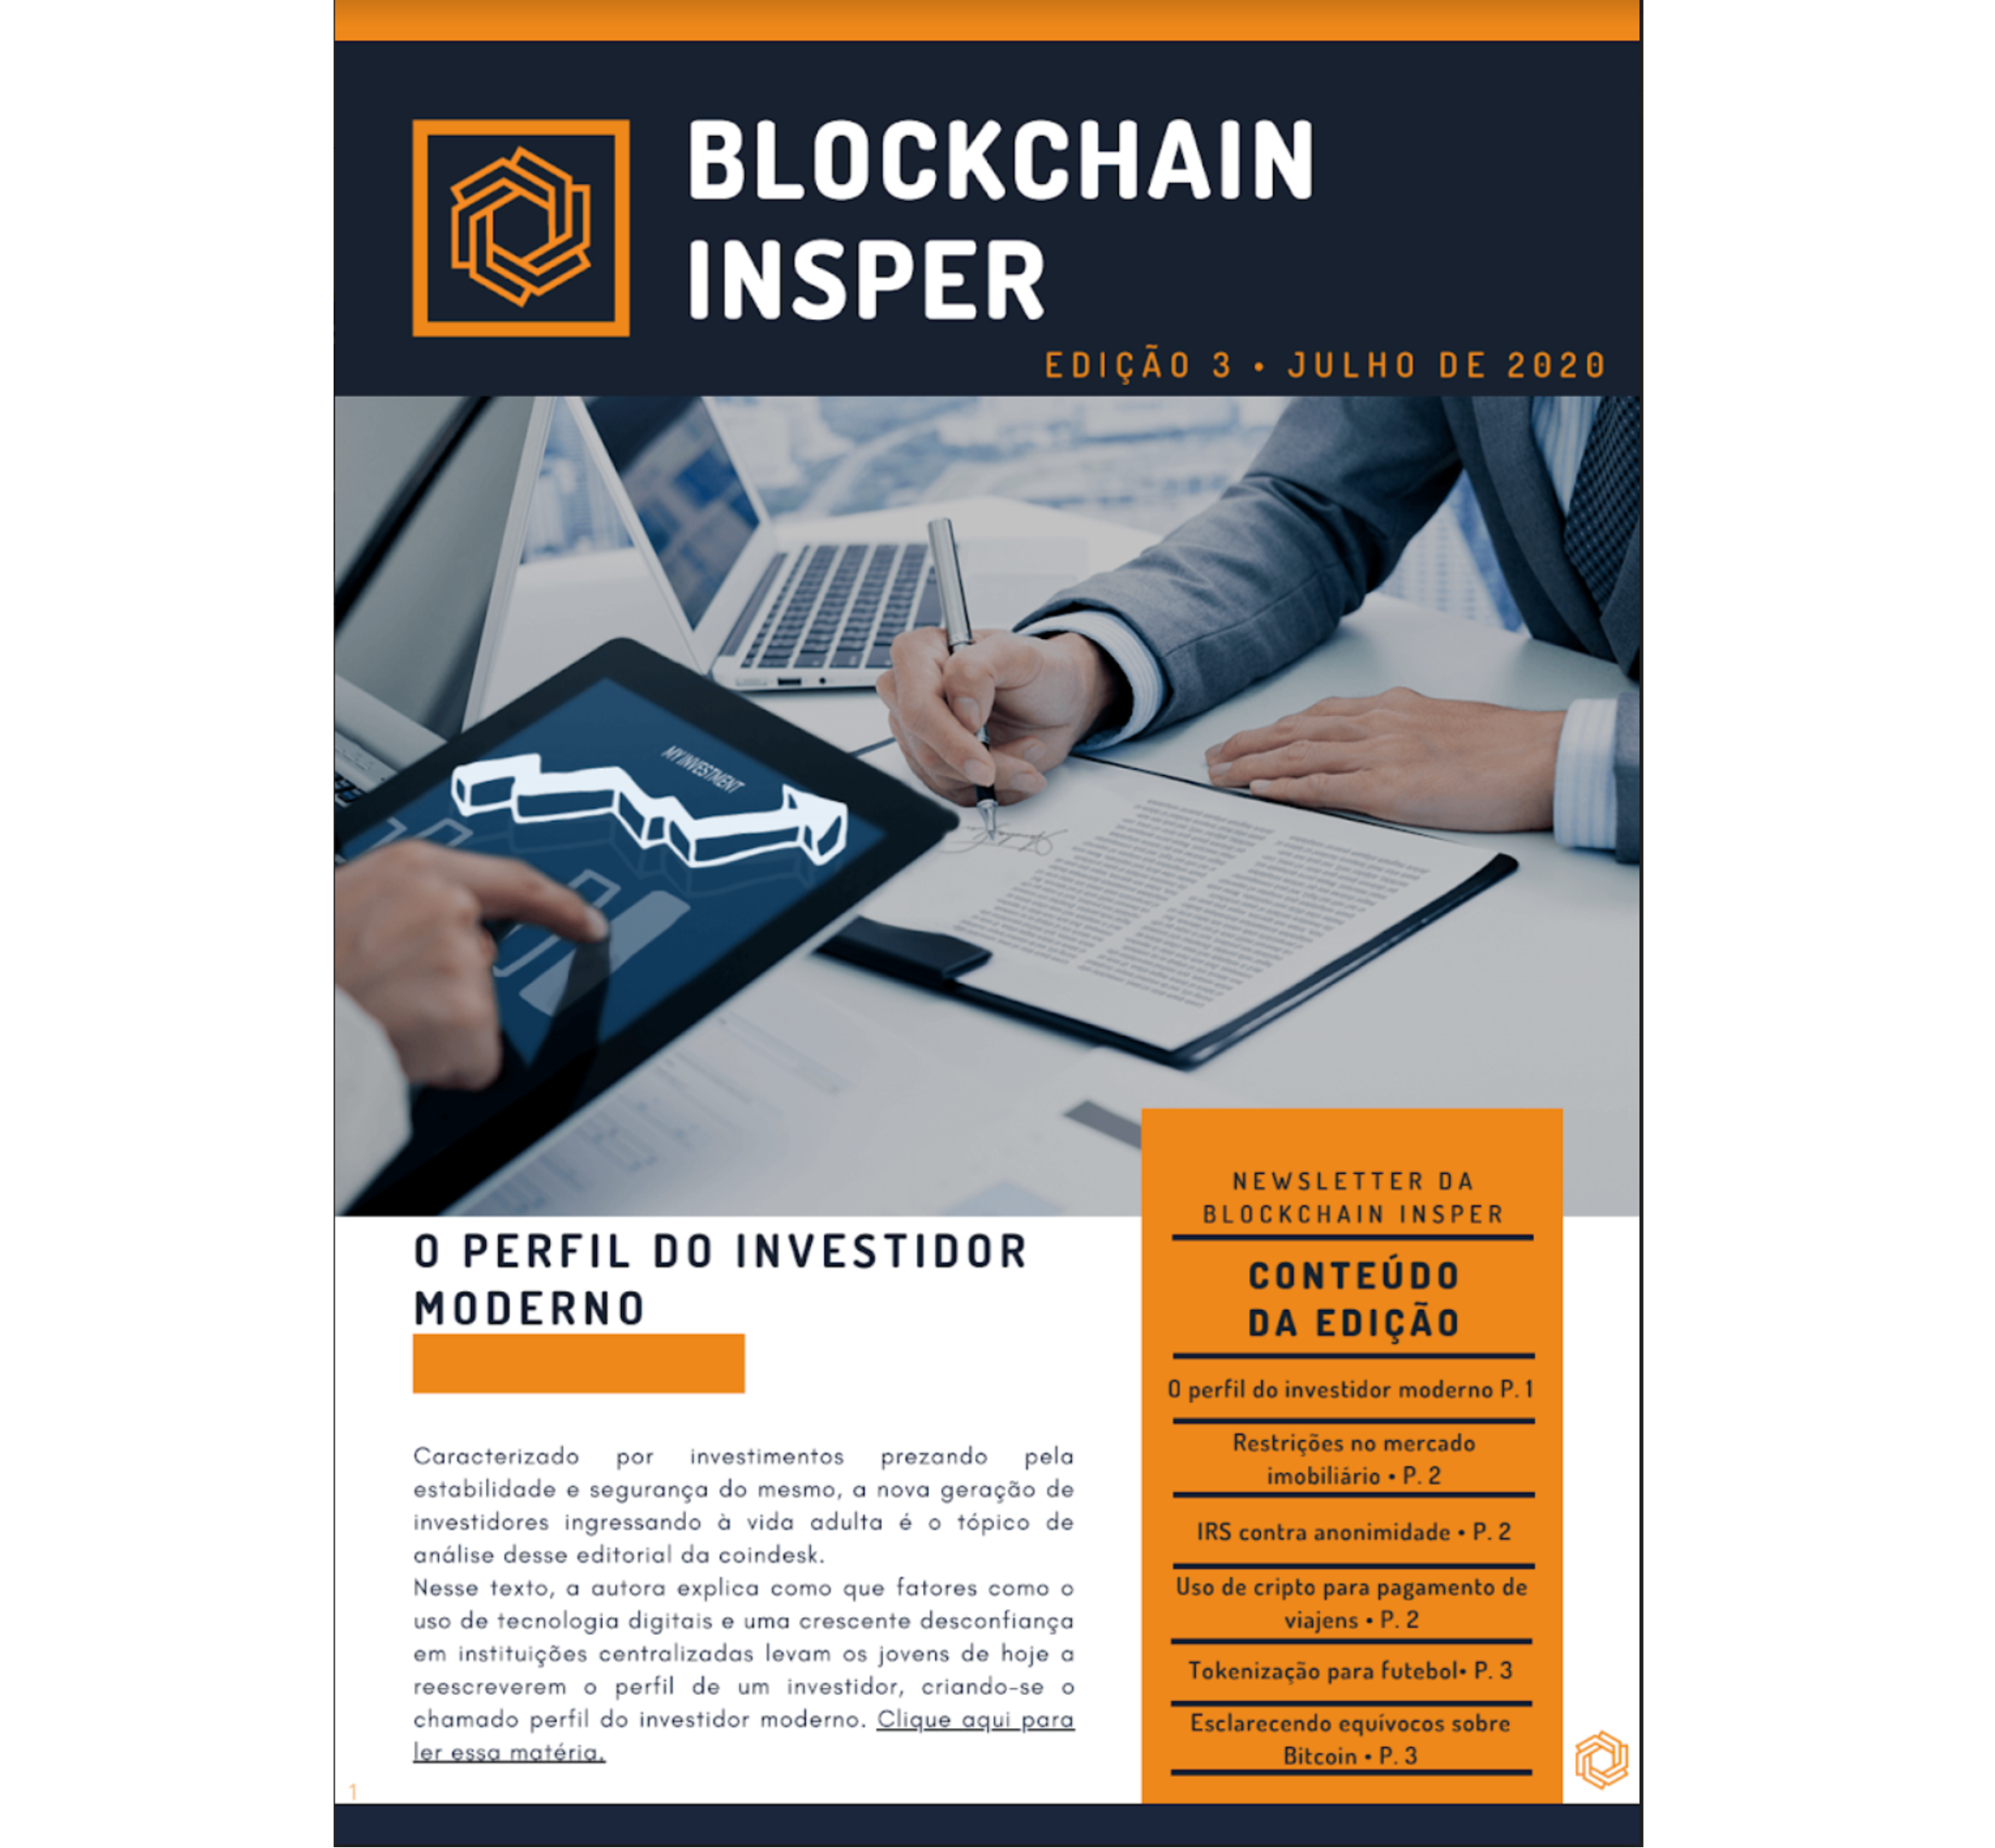 BLOCKCHAIN
INSPER
EDIÇÃO 3 • JULHO DE 2020
MY INVESTMENT
O PERFIL DO INVESTIDOR
MODERNO
Caracterizado por investimentos prezando pela
estabilidade e segurança do mesmo, a nova geração de
investidores ingressando à vida adulta é o tópico de
análise desse editorial da coindesk.
Nesse texto, a autora explica como que fatores como o
uso de tecnologia digitais e uma crescente desconfiança
em instituições centralizadas levam os jovens de hoje a
reescreverem o perfil de um investidor, criando-se o
chamado perfil do investidor moderno. Clique aqui para
ler essa matéria.
1
NEWSLETTER DA
BLOCKCHAIN INSPER
CONTEÚDO
DA EDIÇÃO
O perfil do investidor moderno P. 1
Restrições no mercado
imobiliário • P. 2
IRS contra anonimidade • P. 2
Uso de cripto para pagamento de
viajens • P. 2
Tokenização para futebol• P. 3
Esclarecendo equívocos sobre
Bitcoin • P. 3